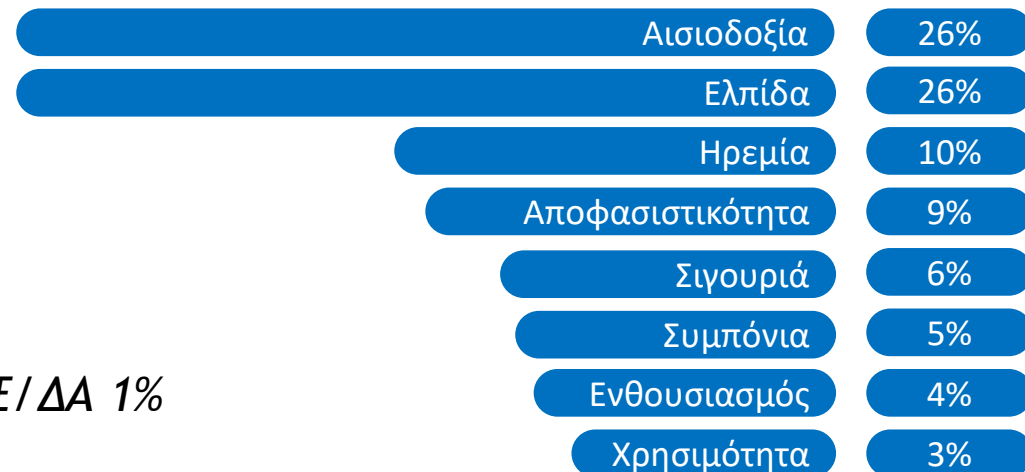 Αισιοδοξία 26%
Ελπίδα 26%
Ηρεμία 10%
Αποφασιστικότητα 9%
Σιγουριά 6%
Συμπόνια 5%
Ε/ΔΑ 1%
Ενθουσιασμός 4%
Χρησιμότητα 3%